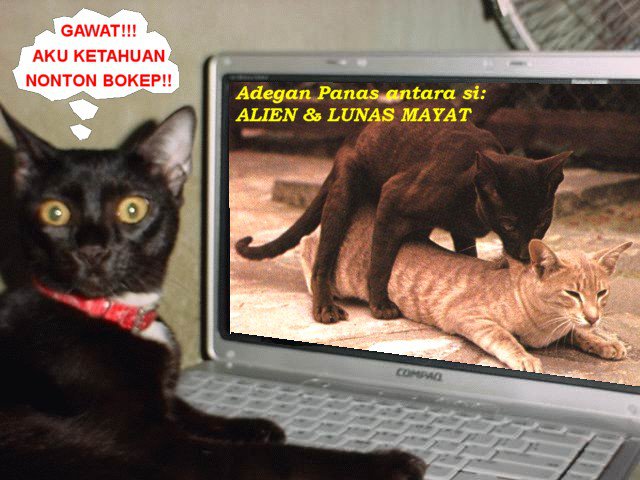 GAWAT!!!
AKU KETAHUAN
NONTON BOKEP!!
Adegan Panas antara si:
ALIEN & LUNAS MAYAT
COMPAQ